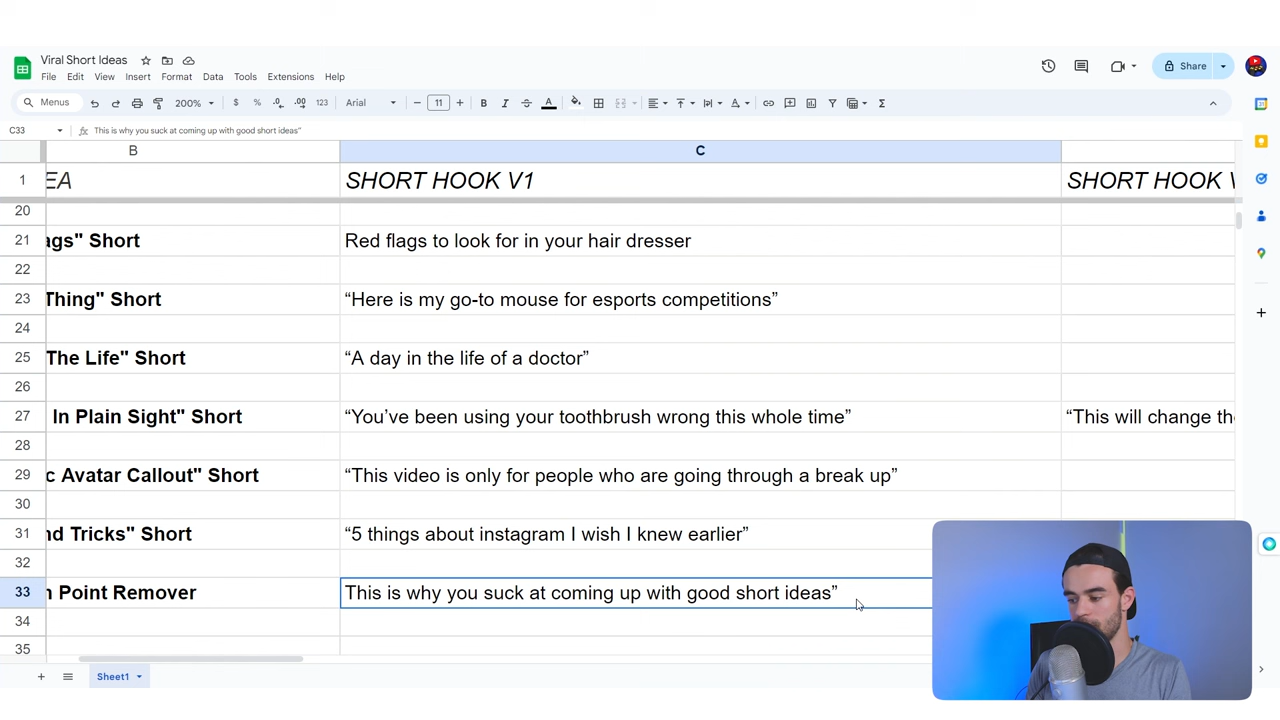 Viral Short Ideas
File Edit View Insert Format Data Tools Extensions Help
Share
Menus 200% $ % .0 .00 123 Arial 11 B I A
C33 This is why you suck at coming up with good short ideas”
B C
1 EA SHORT HOOK V1 SHORT HOOK V
20
21 ags" Short Red flags to look for in your hair dresser
22
23 Thing" Short “Here is my go-to mouse for esports competitions”
24
25 The Life" Short “A day in the life of a doctor”
26
27 In Plain Sight" Short “You’ve been using your toothbrush wrong this whole time” “This will change th
28
29 c Avatar Callout" Short “This video is only for people who are going through a break up”
30
31 nd Tricks" Short “5 things about instagram I wish I knew earlier”
32
33 n Point Remover This is why you suck at coming up with good short ideas”
34
35
Sheet1